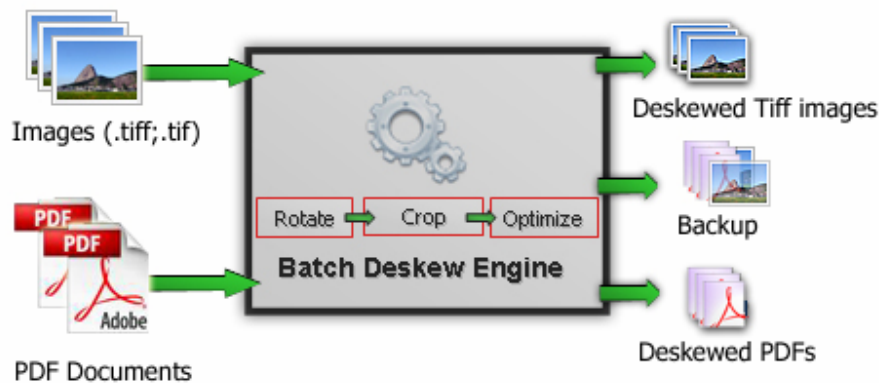 Images (.tiff;.tif)
PDF
PDF
Adobe
PDF Documents
Rotate
Crop
Optimize
Batch Deskew Engine
Deskewed Tiff images
Backup
Deskewed PDFs